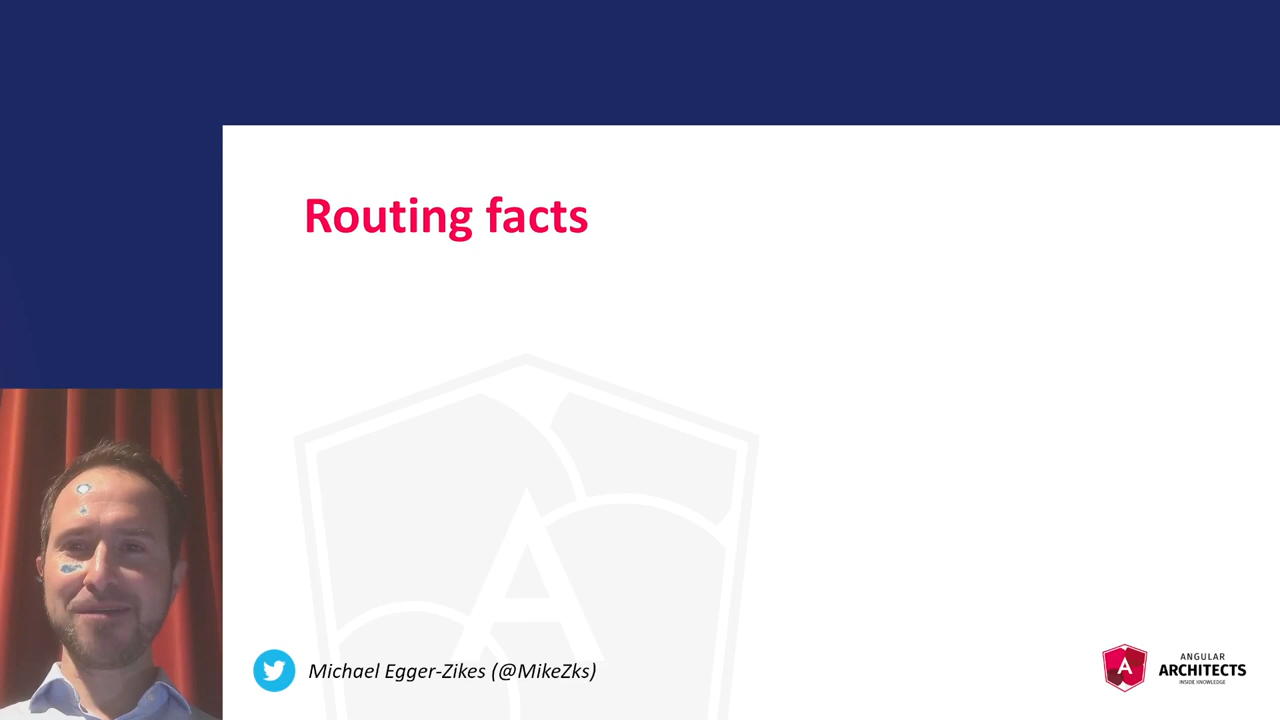 Routing facts
Michael Egger-Zikes (@MikeZks)
A
ANGULAR
ARCHITECTS
INSIDE KNOWLEDGE